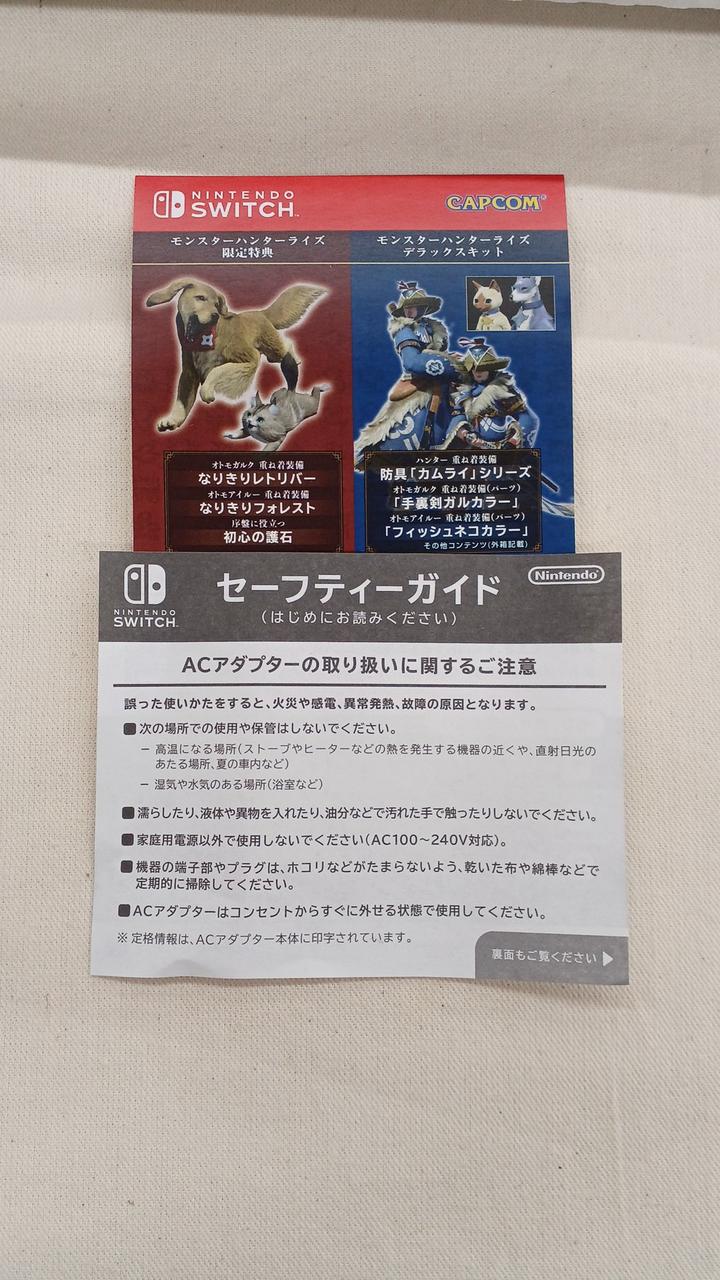 NINTENDO
SWITCH™
CAPCOM®
モンスターハンターライズ
限定特典
モンスターハンターライズ
デラックスキット
オトモガルク 重ね着装備
なりきりレトリバー
オトモアイルー 重ね着装備
なりきりフォレスト
序盤に役立つ
初心の護石
ハンター 重ね着装備
防具「カムライ」シリーズ
オトモガルク 重ね着装備(パーツ)
「手裏剣ガルカラー」
オトモアイルー 重ね着装備(パーツ)
「フィッシュネコカラー」
その他コンテンツ(外箱記載)
NINTENDO
SWITCH™
セーフティーガイド
(はじめにお読みください)
Nintendo®
ACアダプターの取り扱いに関するご注意
誤った使いかたをすると、火災や感電、異常発熱、故障の原因となります。
■ 次の場所での使用や保管はしないでください。
− 高温になる場所(ストーブやヒーターなどの熱を発生する機器の近くや、直射日光の
あたる場所、夏の車内など)
− 湿気や水気のある場所(浴室など)
■ 濡らしたり、液体や異物を入れたり、油分などで汚れた手で触ったりしないでください。
■ 家庭用電源以外で使用しないでください(AC100～240V対応)。
■ 機器の端子部やプラグは、ホコリなどがたまらないよう、乾いた布や綿棒などで
定期的に掃除してください。
■ ACアダプターはコンセントからすぐに外せる状態で使用してください。
※ 定格情報は、ACアダプター本体に印字されています。
裏面もご覧ください ▶